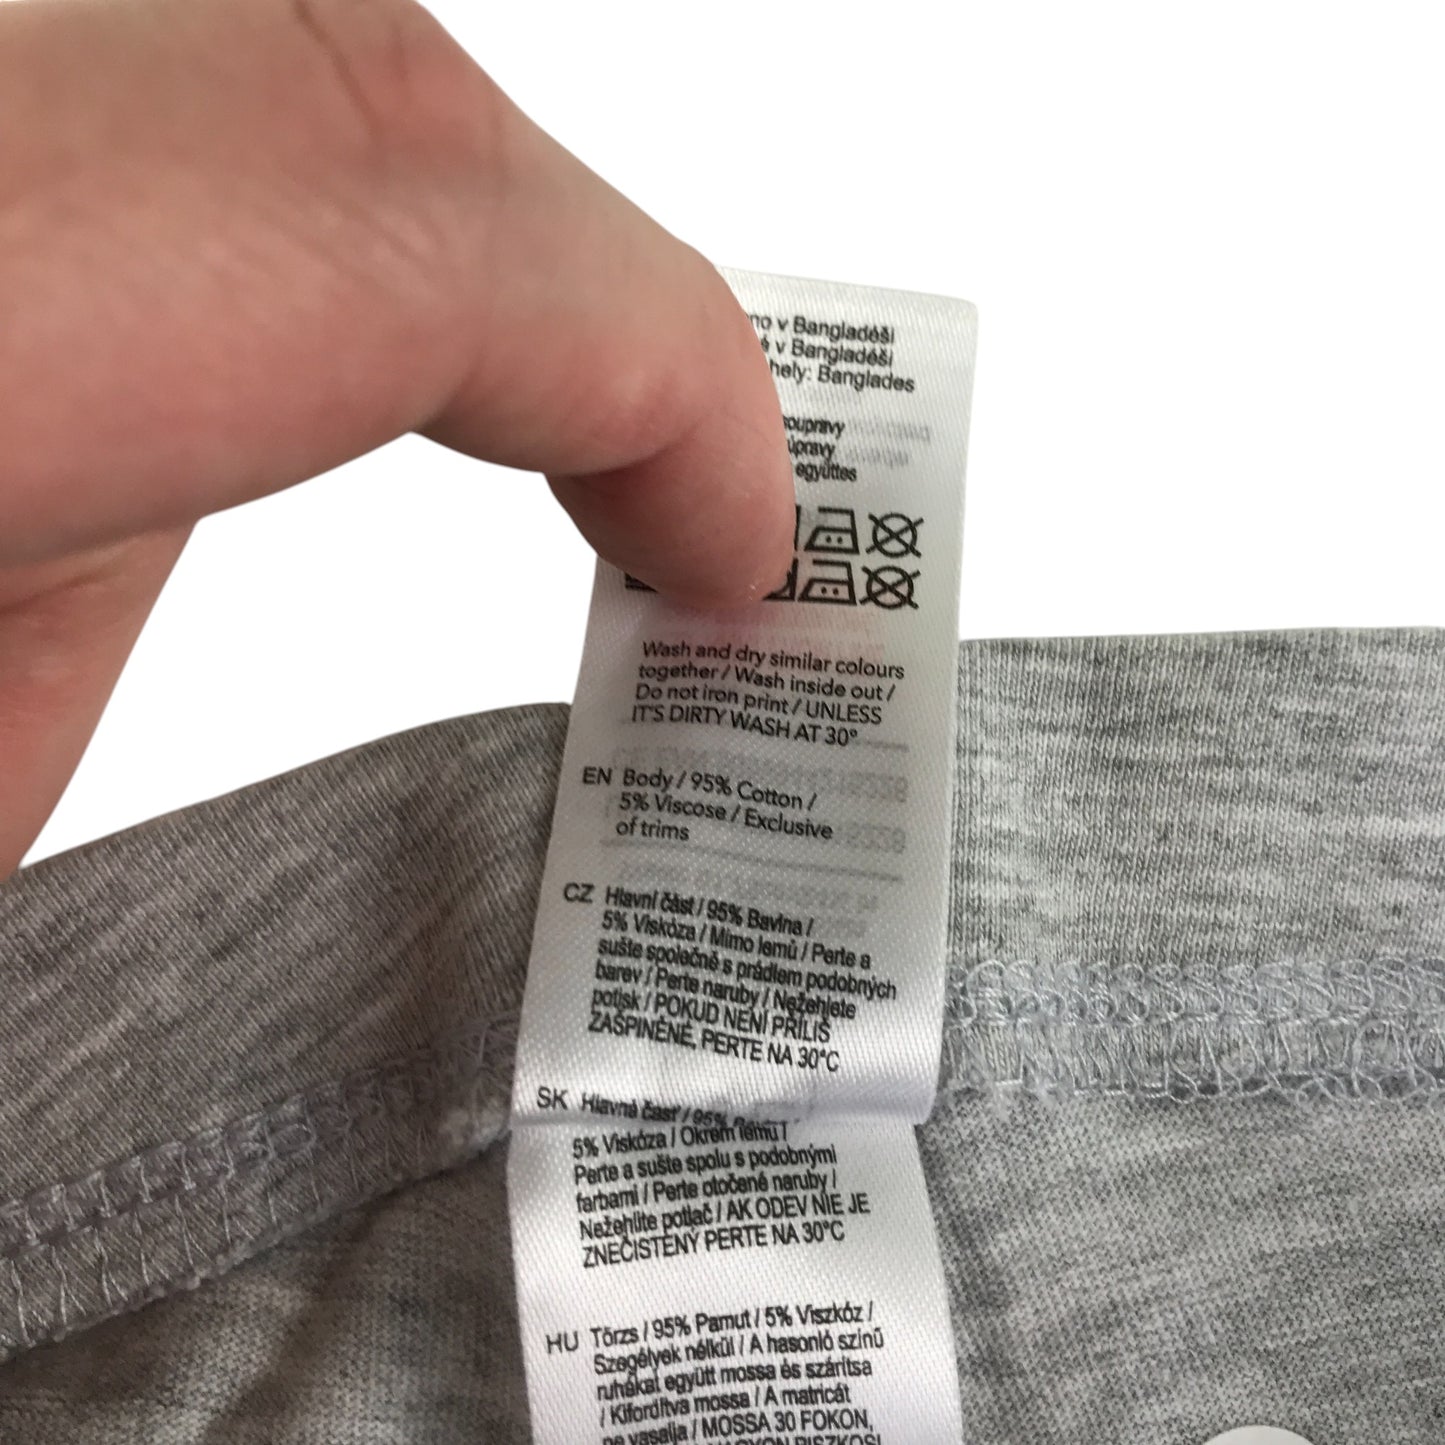 no v Bangladéši
é v Bangladéši
hely: Banglades
soupravy
úpravy
együttes
Wash and dry similar colours
together / Wash inside out /
Do not iron print / UNLESS
IT'S DIRTY WASH AT 30°
EN Body / 95% Cotton /
5% Viscose / Exclusive
of trims
CZ Hlavní část / 95% Bavlna /
5% Viskóza / Mimo lemů / Perte a
sušte společně s prádlem podobných
barev / Perte naruby / Nežehlete
potisk / POKUD NENÍ PŘÍLIŠ
ZAŠPINĚNÉ, PERTE NA 30°C
SK Hlavná časť / 95%
5% Viskóza / Okrem lemu /
Perte a sušte spolu s podobnými
farbami / Perte otočené naruby /
Nežehlite potlač / AK ODEV NIE JE
ZNEČISTENÝ PERTE NA 30°C
HU Törzs / 95% Pamut / 5% Viszkóz /
Szegélyek nélkül / A hasonló színű
ruhákat együtt mossa és szárítsa
/ Kifordítva mossa / A matricát
ne vasalja / MOSSA 30 FOKON,